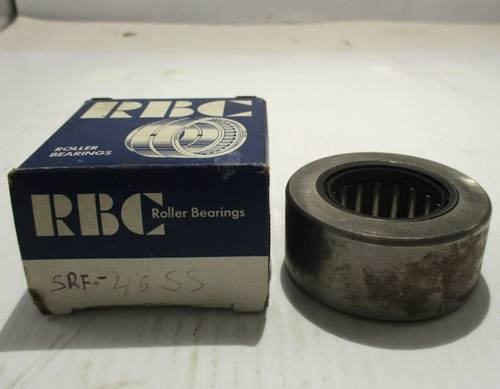 RBC
ROLLER
BEARINGS
RBC Roller Bearings
SRF-45 SS